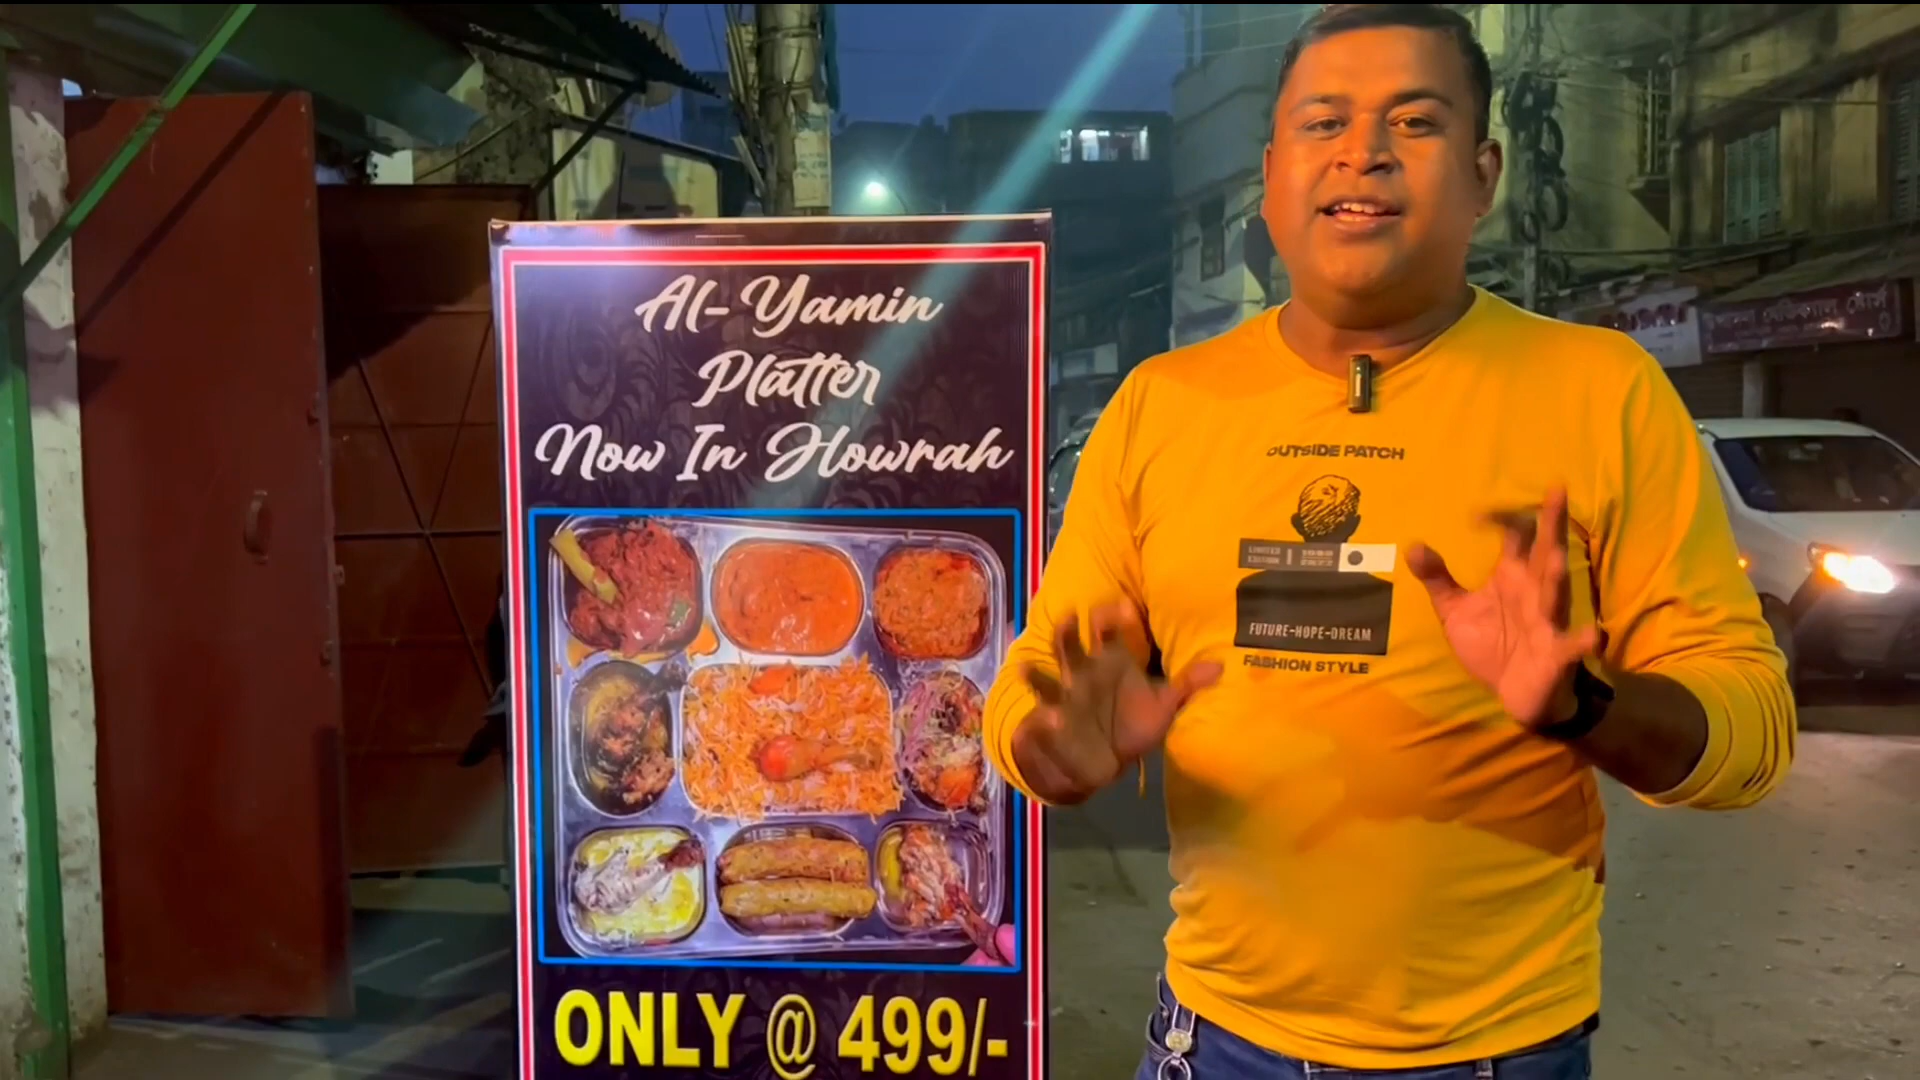 Al-Yamin
Platter
Now In Howrah
ONLY @ 499/-
OUTSIDE PATCH
FUTURE-HOPE-DREAM
FASHION STYLE